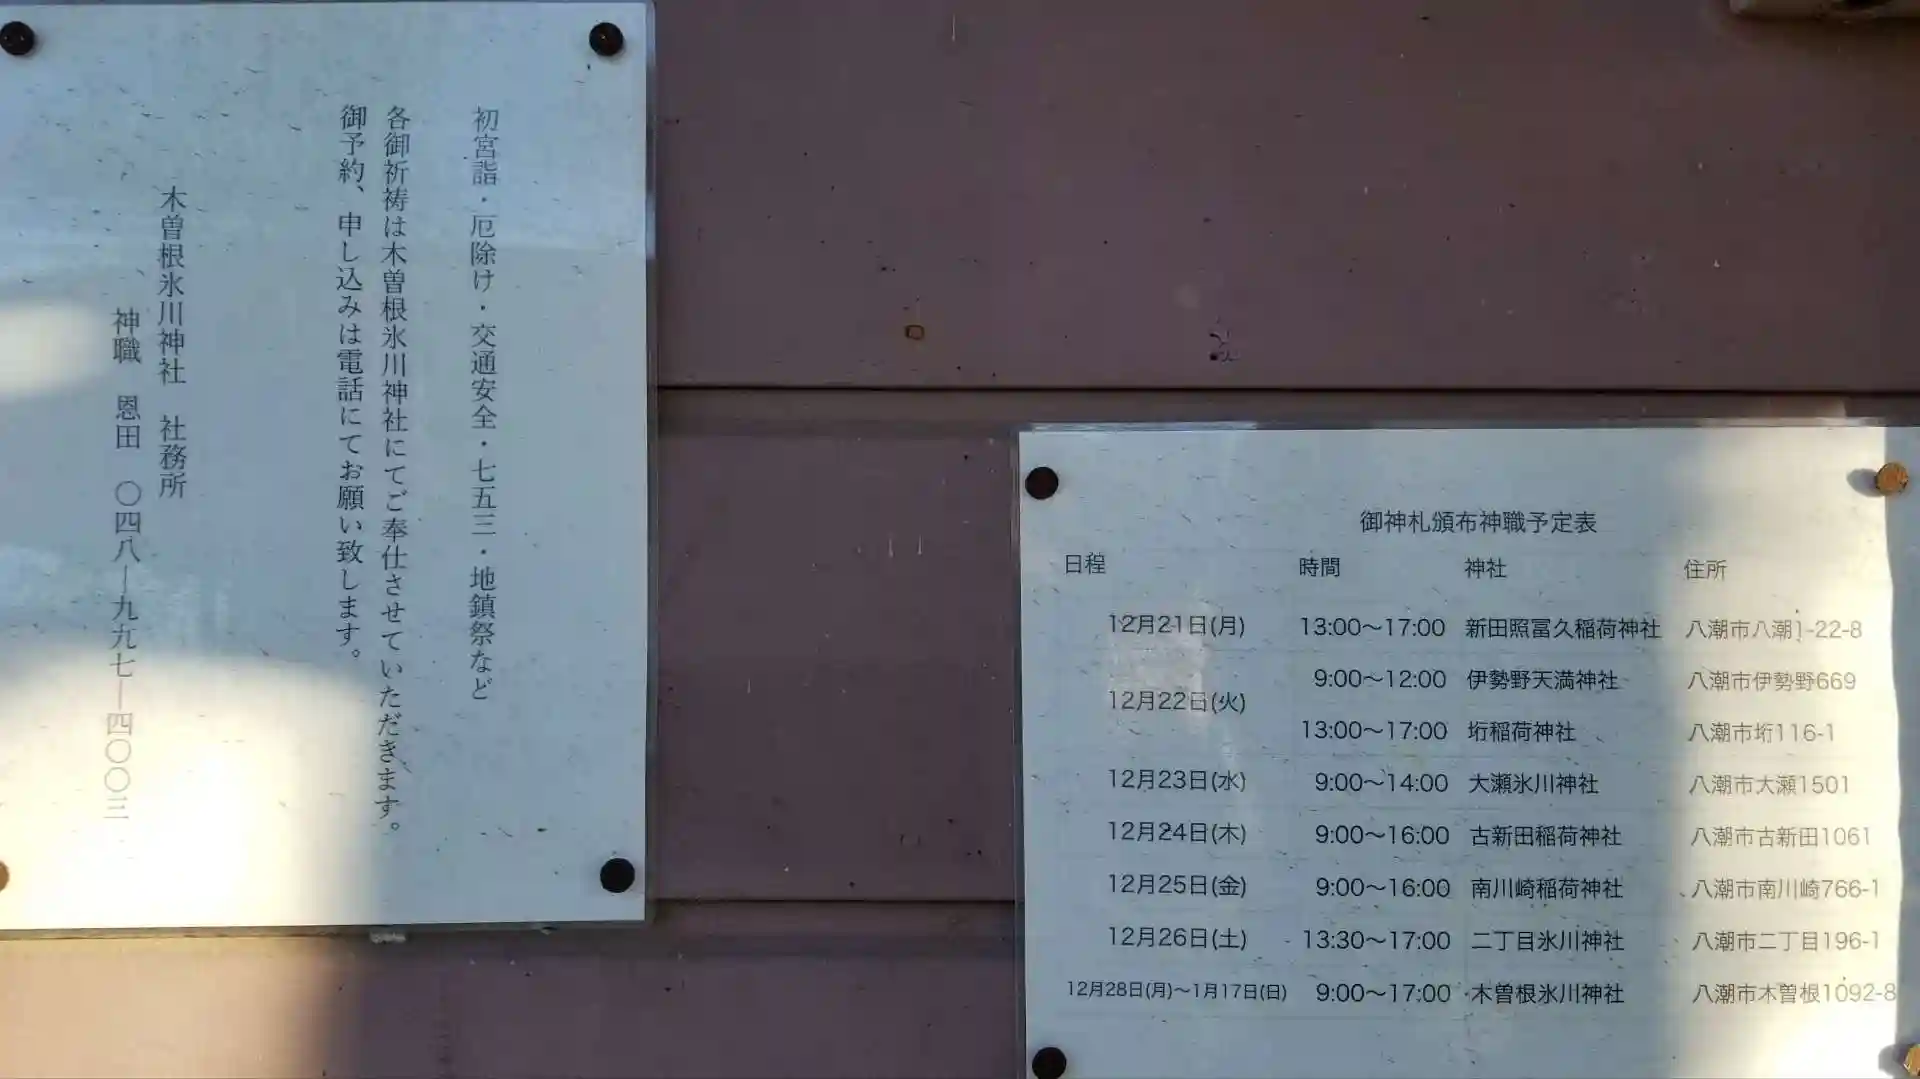 初宮詣・厄除け・交通安全・七五三・地鎮祭など
各御祈祷は木曽根氷川神社にてご奉仕させていただきます。
御予約、申し込みは電話にてお願い致します。
木曽根氷川神社　社務所
神職　恩田　〇四八―九九七―四〇〇三
御神札頒布神職予定表
日程 時間 神社 住所
12月21日(月) 13:00〜17:00 新田照冨久稲荷神社 八潮市八潮1-22-8
12月22日(火) 9:00〜12:00 伊勢野天満神社 八潮市伊勢野669
13:00〜17:00 垳稲荷神社 八潮市垳116-1
12月23日(水) 9:00〜14:00 大瀬氷川神社 八潮市大瀬1501
12月24日(木) 9:00〜16:00 古新田稲荷神社 八潮市古新田1061
12月25日(金) 9:00〜16:00 南川崎稲荷神社 八潮市南川崎766-1
12月26日(土) 13:30〜17:00 二丁目氷川神社 八潮市二丁目196-1
12月28日(月)〜1月17日(日) 9:00〜17:00 木曽根氷川神社 八潮市木曽根1092-8